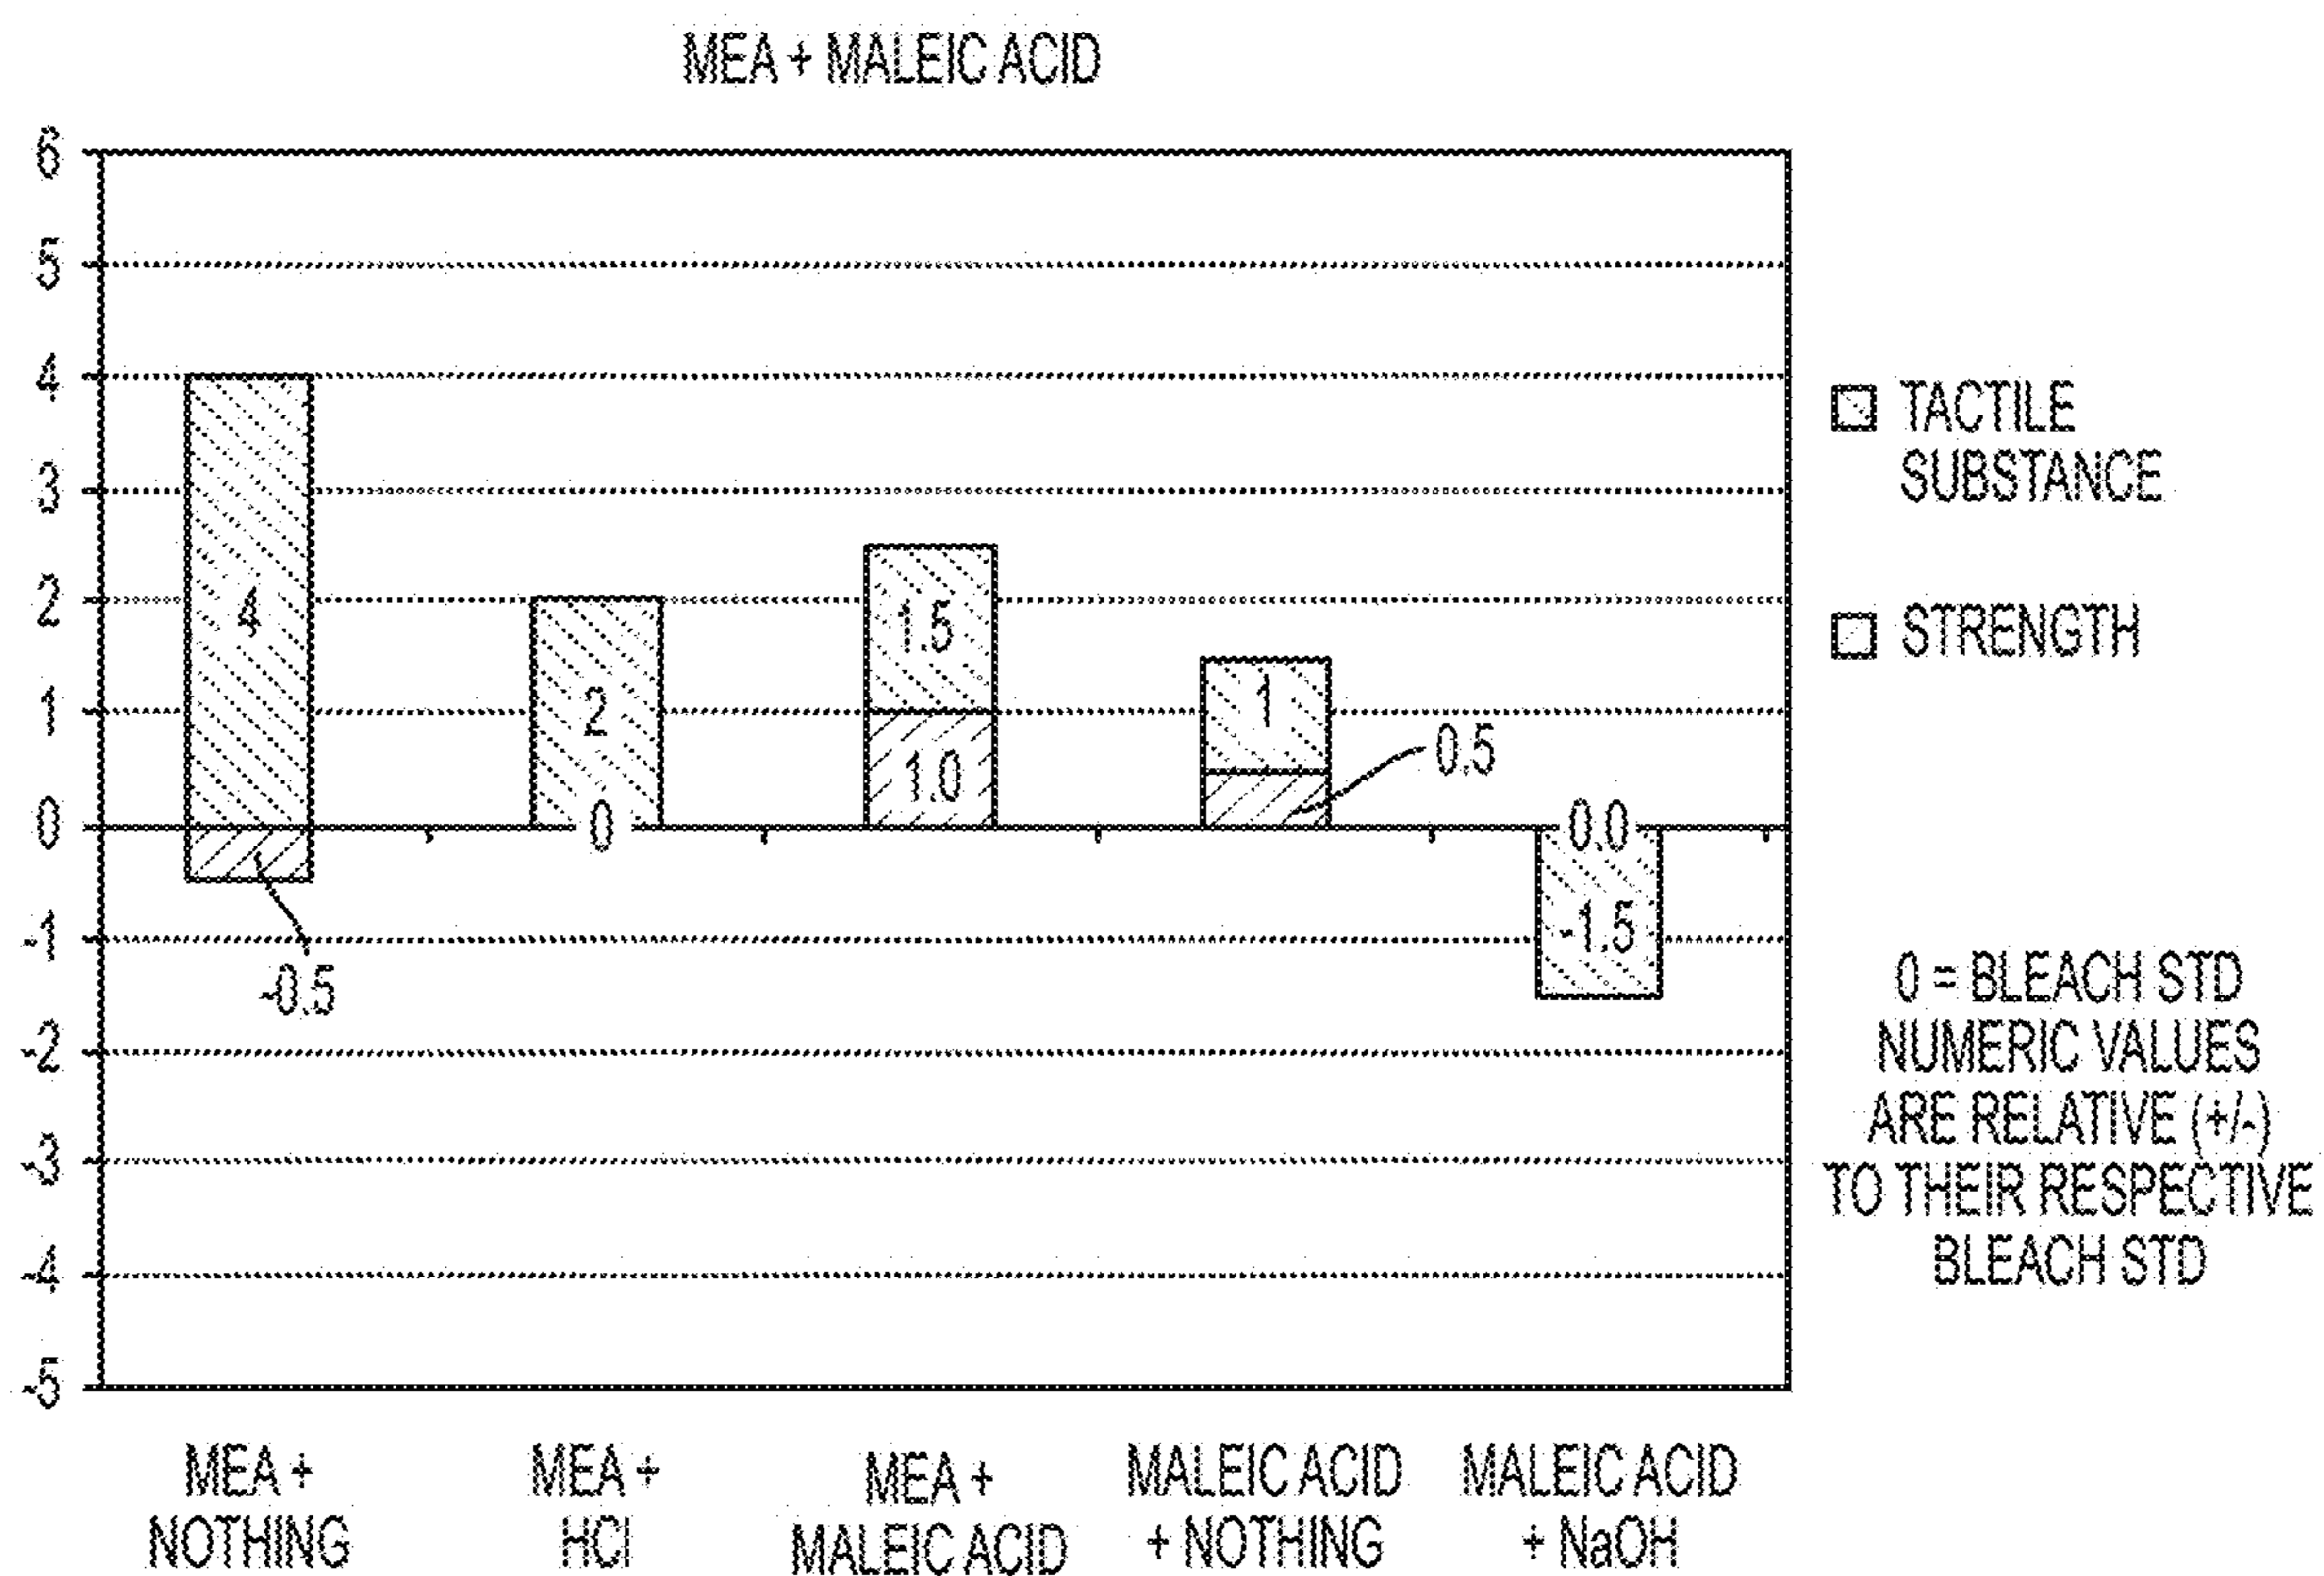 MEA + MALEIC ACID
6
5
4
3
2
1
0
-1
-2
-3
-4
-5
4
-0.5
2
0
1.5
1.0
1
0.5
0.0
-1.5
MEA +
NOTHING
MEA +
HCl
MEA +
MALEIC ACID
MALEIC ACID
+ NOTHING
MALEIC ACID
+ NaOH
TACTILE
SUBSTANCE
STRENGTH
0 = BLEACH STD
NUMERIC VALUES
ARE RELATIVE (+/-)
TO THEIR RESPECTIVE
BLEACH STD